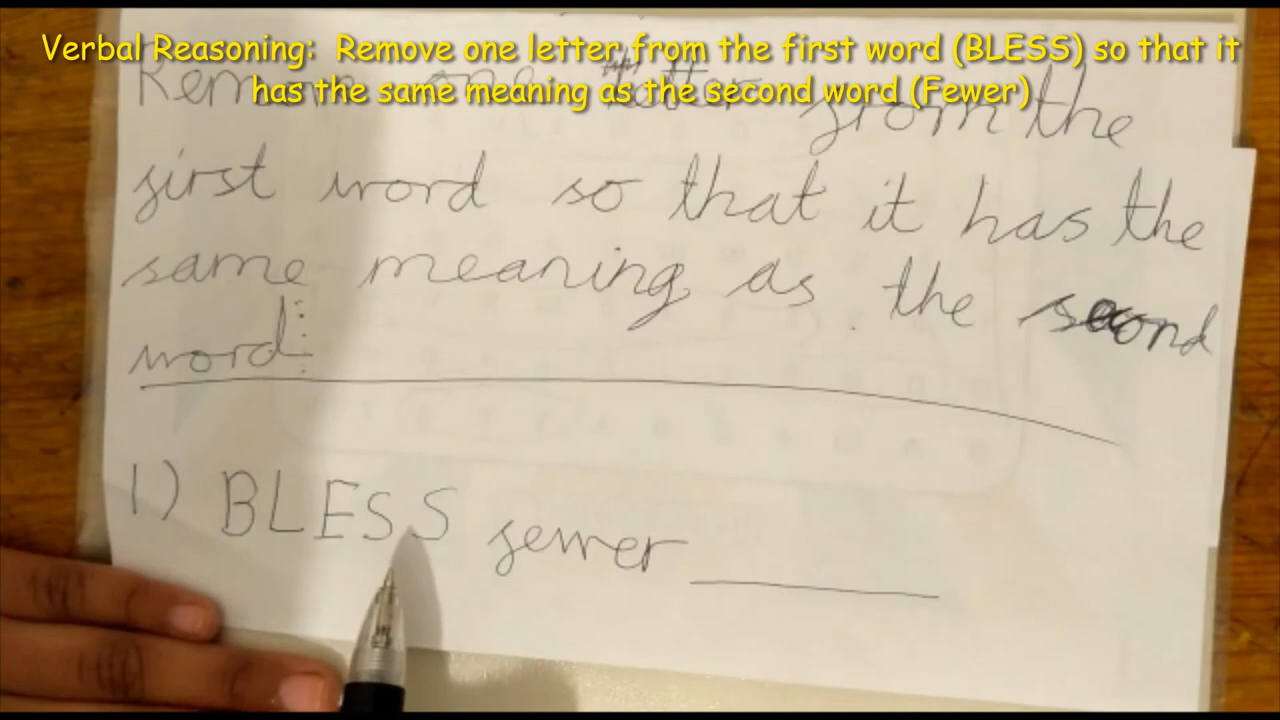 Verbal Reasoning: Remove one letter from the first word (BLESS) so that it
has the same meaning as the second word (Fewer)
Remove one letter from the
first word so that it has the
same meaning as the second
word:
1) BLESS fewer